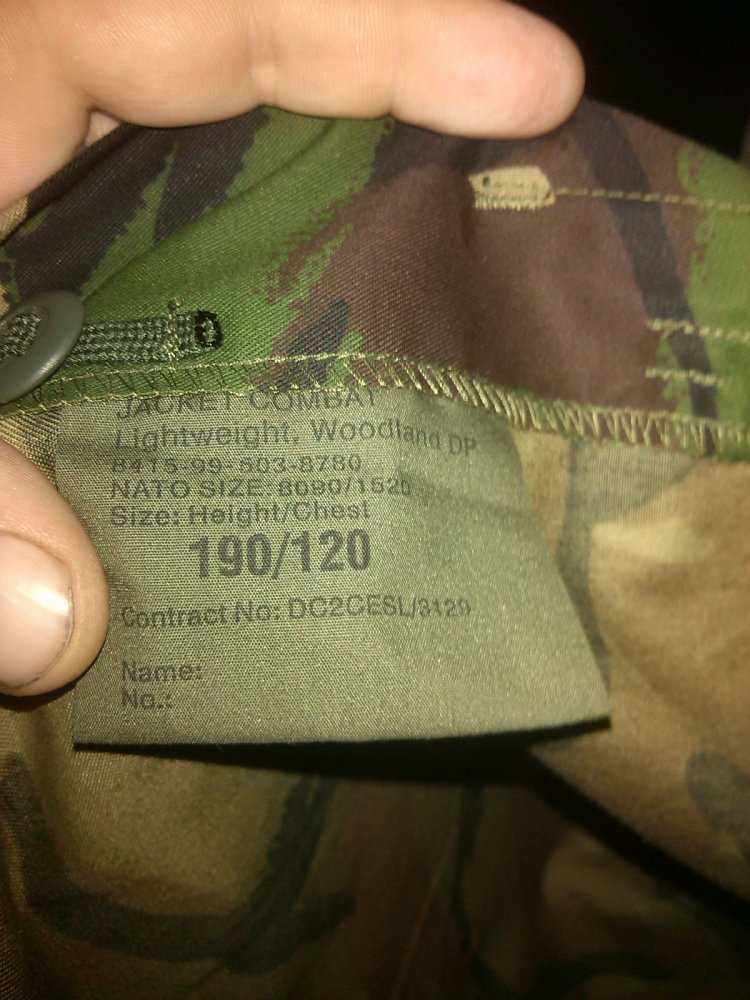 JACKET COMBAT
Lightweight, Woodland DP
8415-99-503-8780
NATO SIZE: 8090/1520
Size: Height/Chest
190/120
Contract No: DC2CESL/3129
Name:
No.: